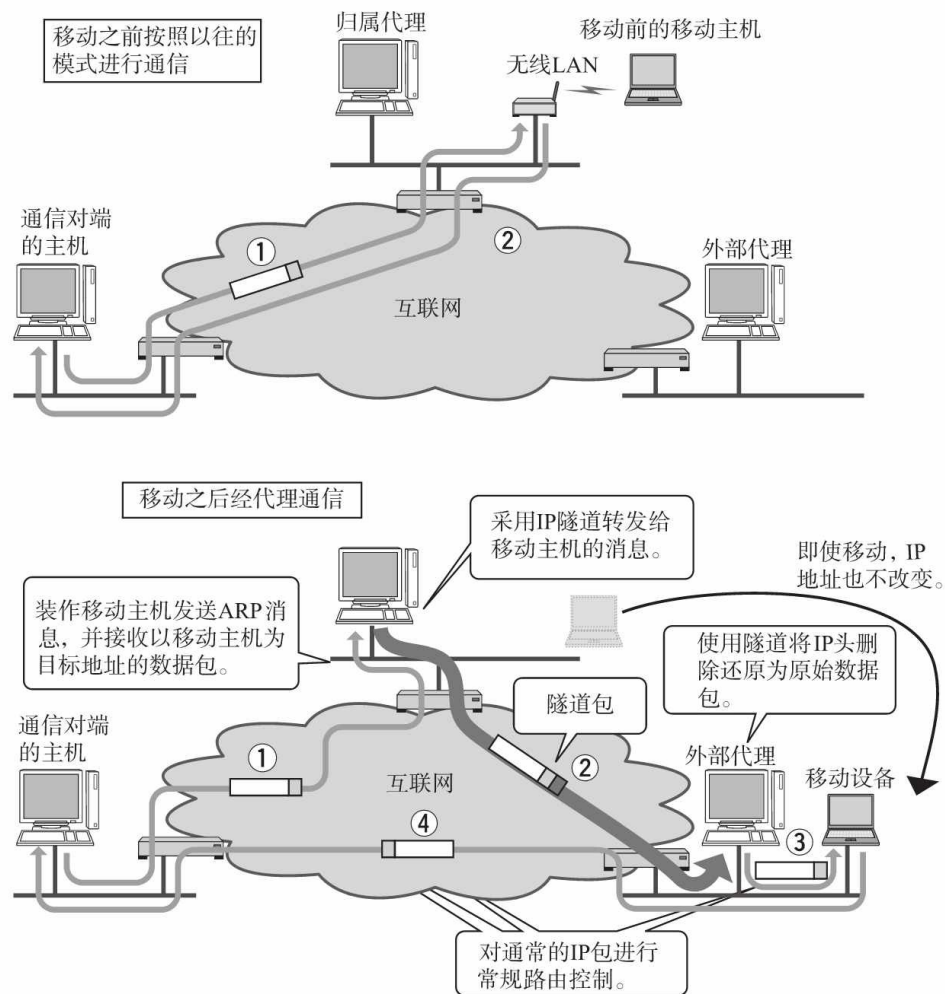 移动之前按照以往的
模式进行通信
归属代理
移动前的移动主机
无线LAN
通信对端
的主机
①
②
外部代理
互联网
移动之后经代理通信
采用IP隧道转发给
移动主机的消息。
即使移动，IP
地址也不改变。
装作移动主机发送ARP消
息，并接收以移动主机为
目标地址的数据包。
使用隧道将IP头删
除还原为原始数据
包。
隧道包
通信对端
的主机
①
②
外部代理
互联网
移动设备
④
③
对通常的IP包进行
常规路由控制。